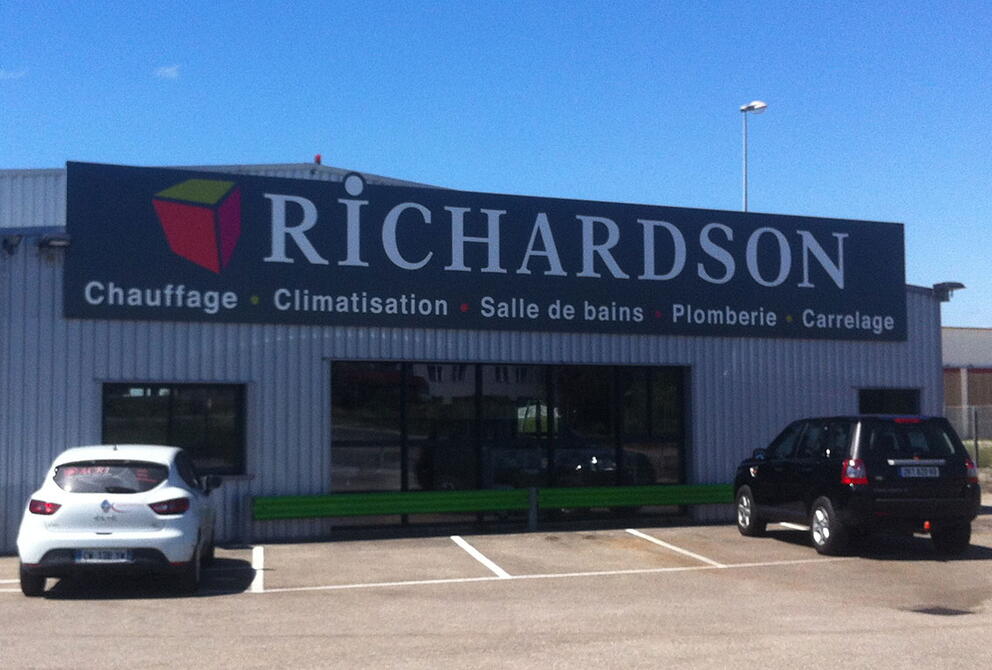 RiCHARDSON
Chauffage • Climatisation • Salle de bains • Plomberie • Carrelage